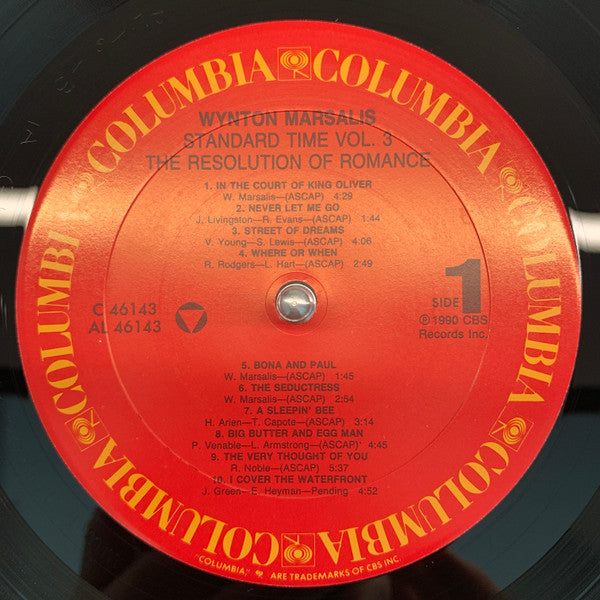 COLUMBIA COLUMBIA COLUMBIA COLUMBIA COLUMBIA COLUMBIA
WYNTON MARSALIS
STANDARD TIME VOL. 3
THE RESOLUTION OF ROMANCE
1. IN THE COURT OF KING OLIVER
W. Marsalis—(ASCAP) 4:29
2. NEVER LET ME GO
J. Livingston—R. Evans—(ASCAP) 1:44
3. STREET OF DREAMS
V. Young—S. Lewis—(ASCAP) 4:06
4. WHERE OR WHEN
R. Rodgers—L. Hart—(ASCAP) 2:49
C 46143
AL 46143
SIDE 1
Ⓟ1990 CBS
Records Inc.
5. BONA AND PAUL
W. Marsalis—(ASCAP) 1:45
6. THE SEDUCTRESS
W. Marsalis—(ASCAP) 2:54
7. A SLEEPIN' BEE
H. Arlen—T. Capote—(ASCAP) 3:14
8. BIG BUTTER AND EGG MAN
P. Venable—L. Armstrong—(ASCAP)' 4:45
9. THE VERY THOUGHT OF YOU
R. Noble—(ASCAP) 5:37
10. I COVER THE WATERFRONT
J. Green—E. Heyman—Pending 4:52
"COLUMBIA," ARE TRADEMARKS OF CBS INC.